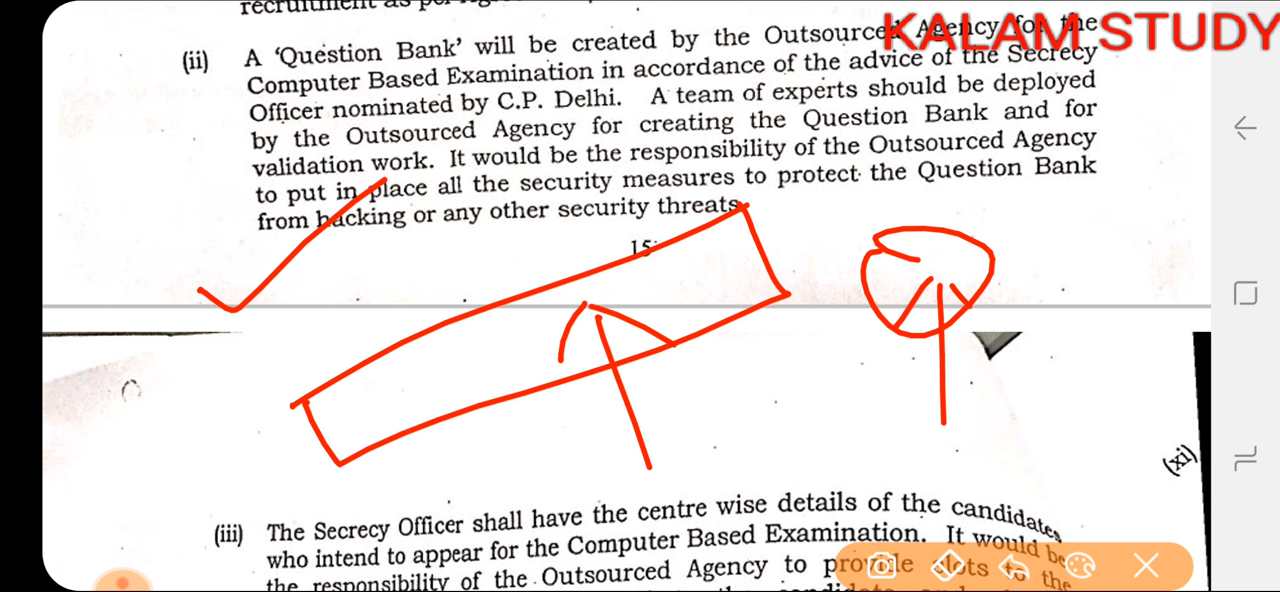 recruitment as per
KALAM STUDY
(ii) A ‘Question Bank’ will be created by the Outsourced Agency for the
Computer Based Examination in accordance of the advice of the Secrecy
Officer nominated by C.P. Delhi. A team of experts should be deployed
by the Outsourced Agency for creating the Question Bank and for
validation work. It would be the responsibility of the Outsourced Agency
to put in place all the security measures to protect the Question Bank
from hacking or any other security threats.
15
(xi)
(iii) The Secrecy Officer shall have the centre wise details of the candidates
who intend to appear for the Computer Based Examination. It would be
the responsibility of the Outsourced Agency to provide slots to the